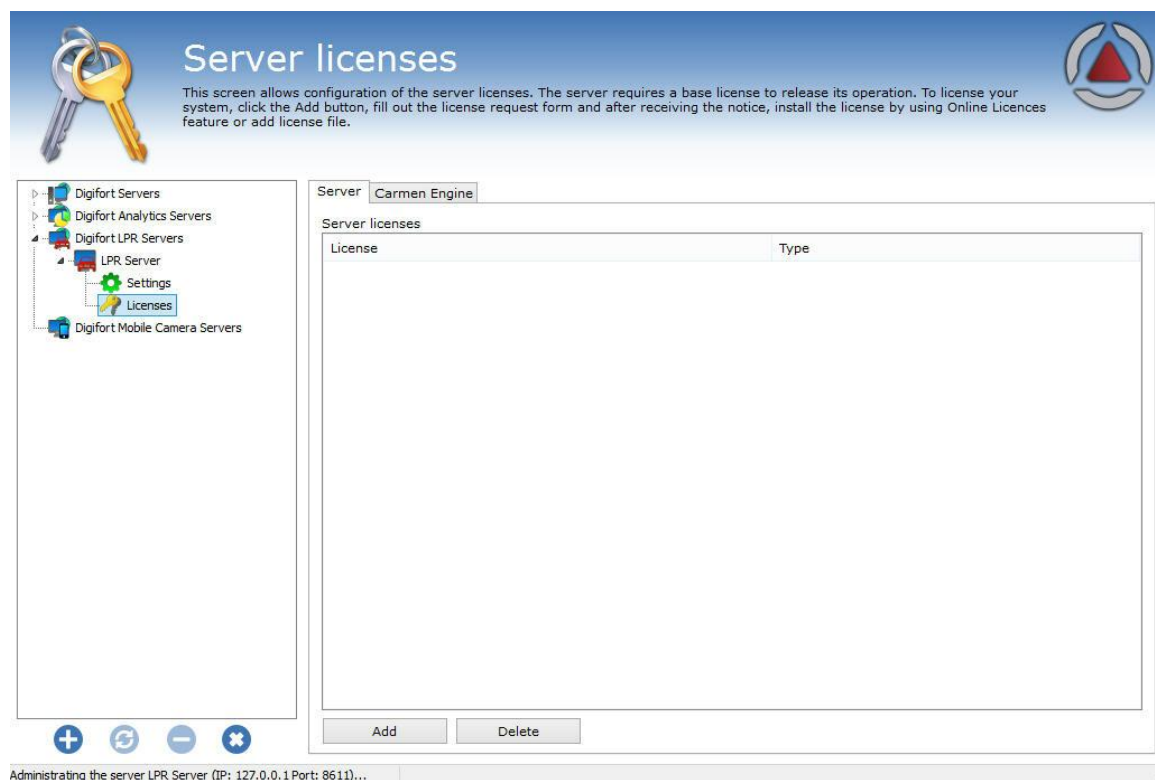 Server licenses
This screen allows configuration of the server licenses. The server requires a base license to release its operation. To license your
system, click the Add button, fill out the license request form and after receiving the notice, install the license by using Online Licences
feature or add license file.
Digifort Servers
Digifort Analytics Servers
Digifort LPR Servers
LPR Server
Settings
Licenses
Digifort Mobile Camera Servers
Server Carmen Engine
Server licenses
License Type
Add Delete
Administrating the server LPR Server (IP: 127.0.0.1 Port: 8611)...